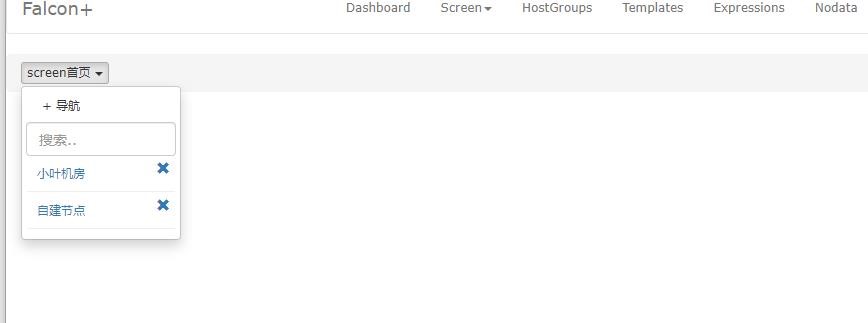 Falcon+ Dashboard Screen HostGroups Templates Expressions Nodata
screen首页
+ 导航
搜索..
小叶机房
自建节点